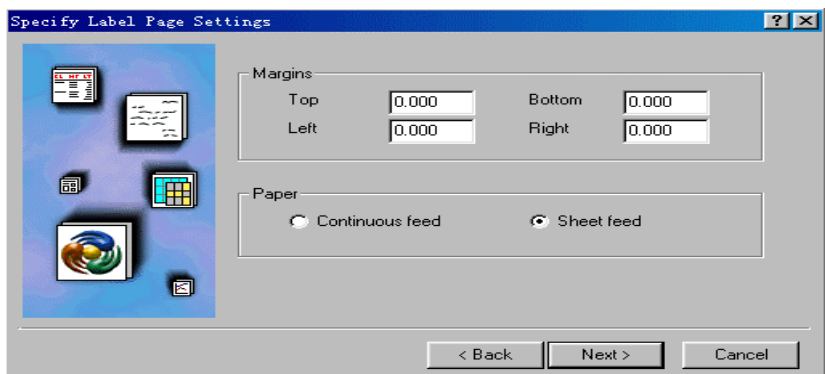 Specify Label Page Settings
Margins
Top 0.000 Bottom 0.000
Left 0.000 Right 0.000
Paper
Continuous feed Sheet feed
< Back Next > Cancel